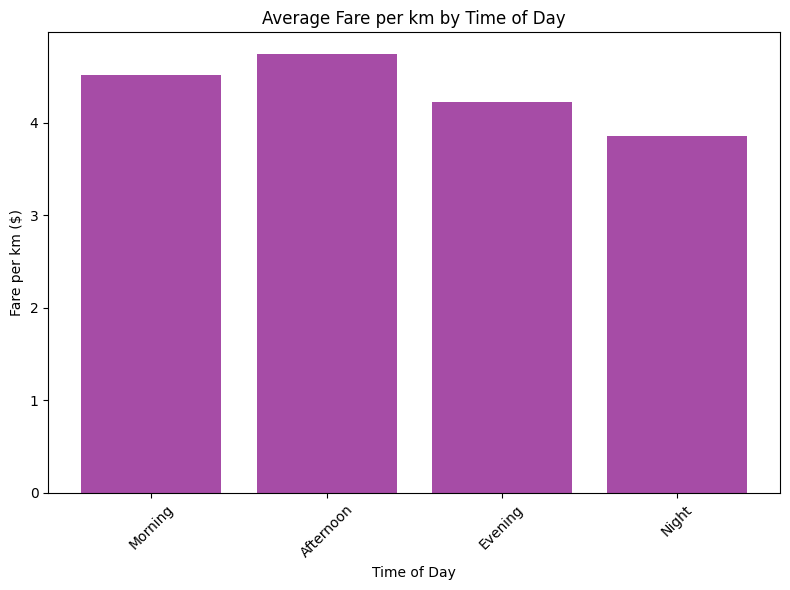 Average Fare per km by Time of Day
Fare per km ($)
4
3
2
1
0
Morning
Afternoon
Evening
Night
Time of Day